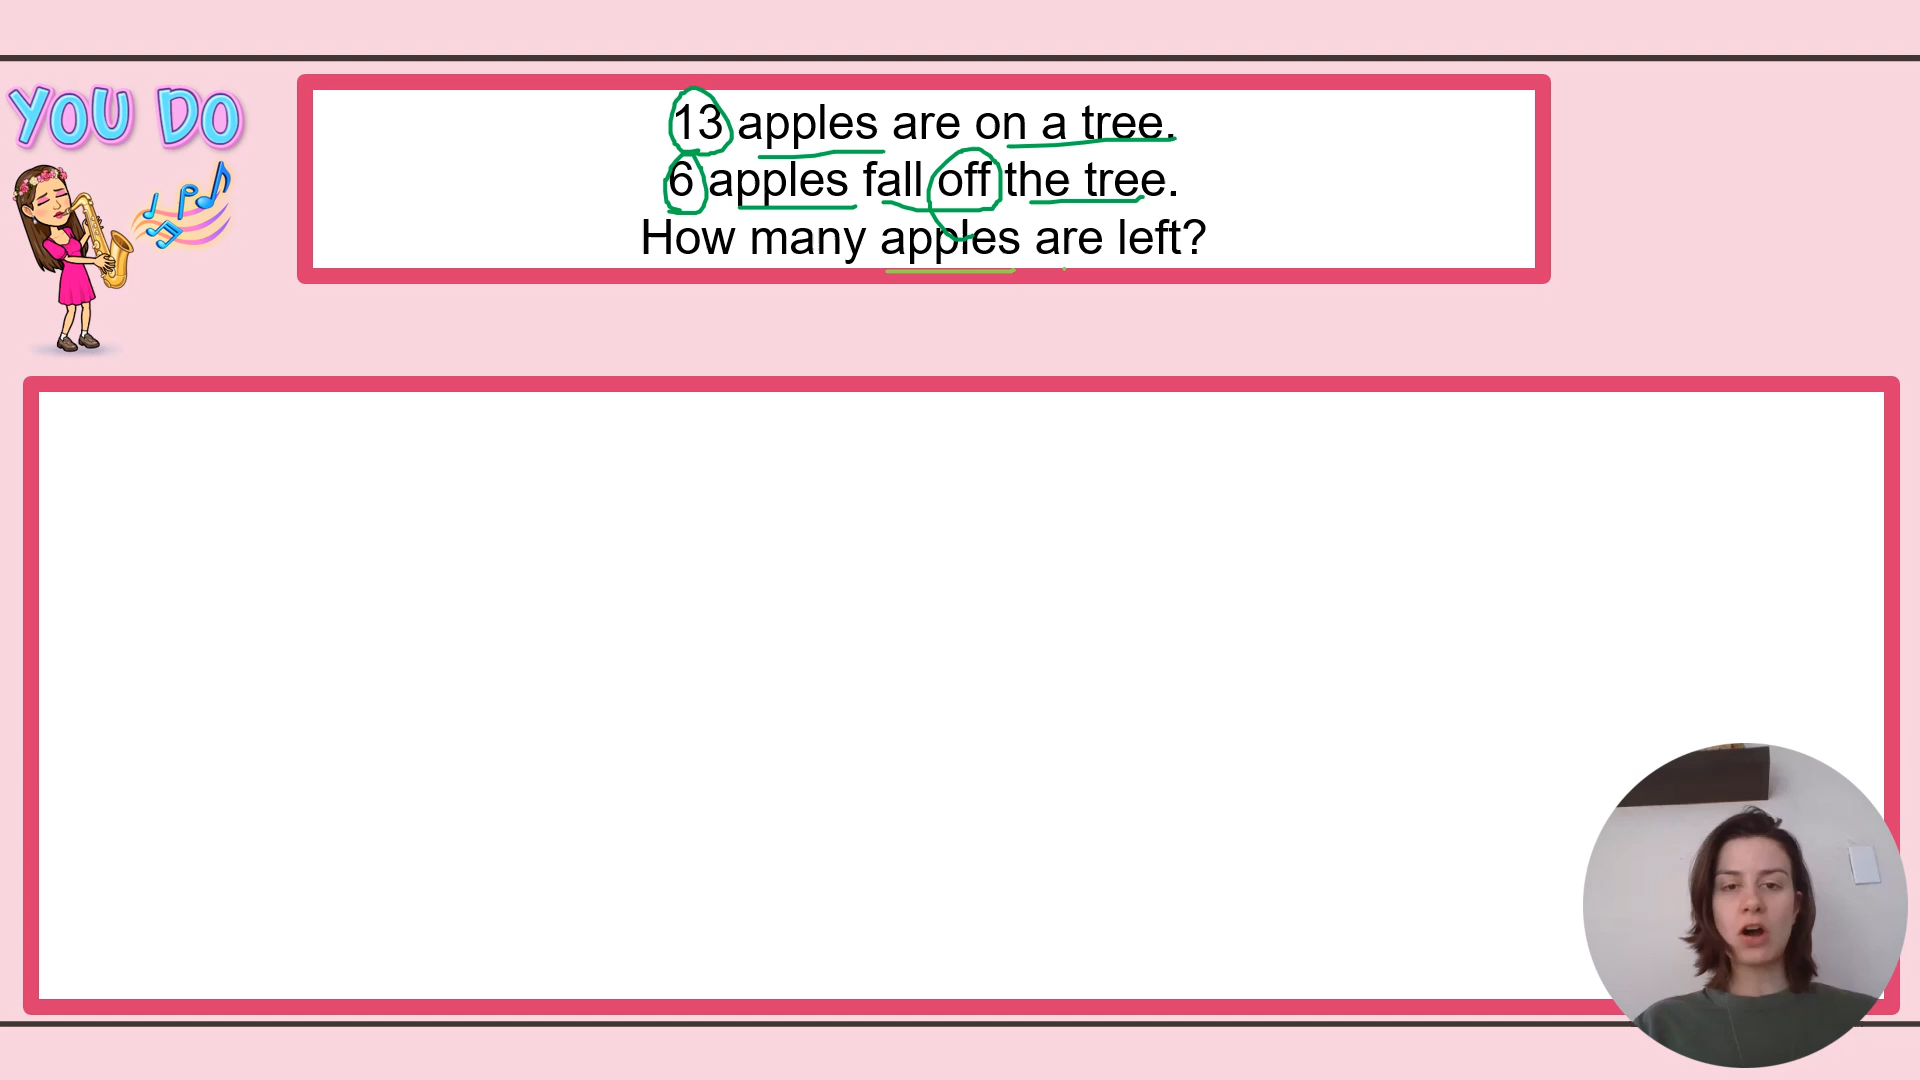 YOU DO
13 apples are on a tree.
6 apples fall off the tree.
How many apples are left?